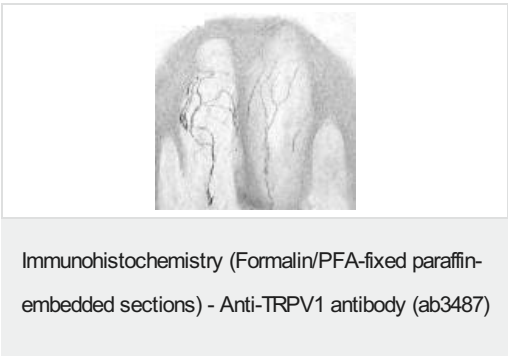 Immunohistochemistry (Formalin/PFA-fixed paraffin-
embedded sections) - Anti-TRPV1 antibody (ab3487)